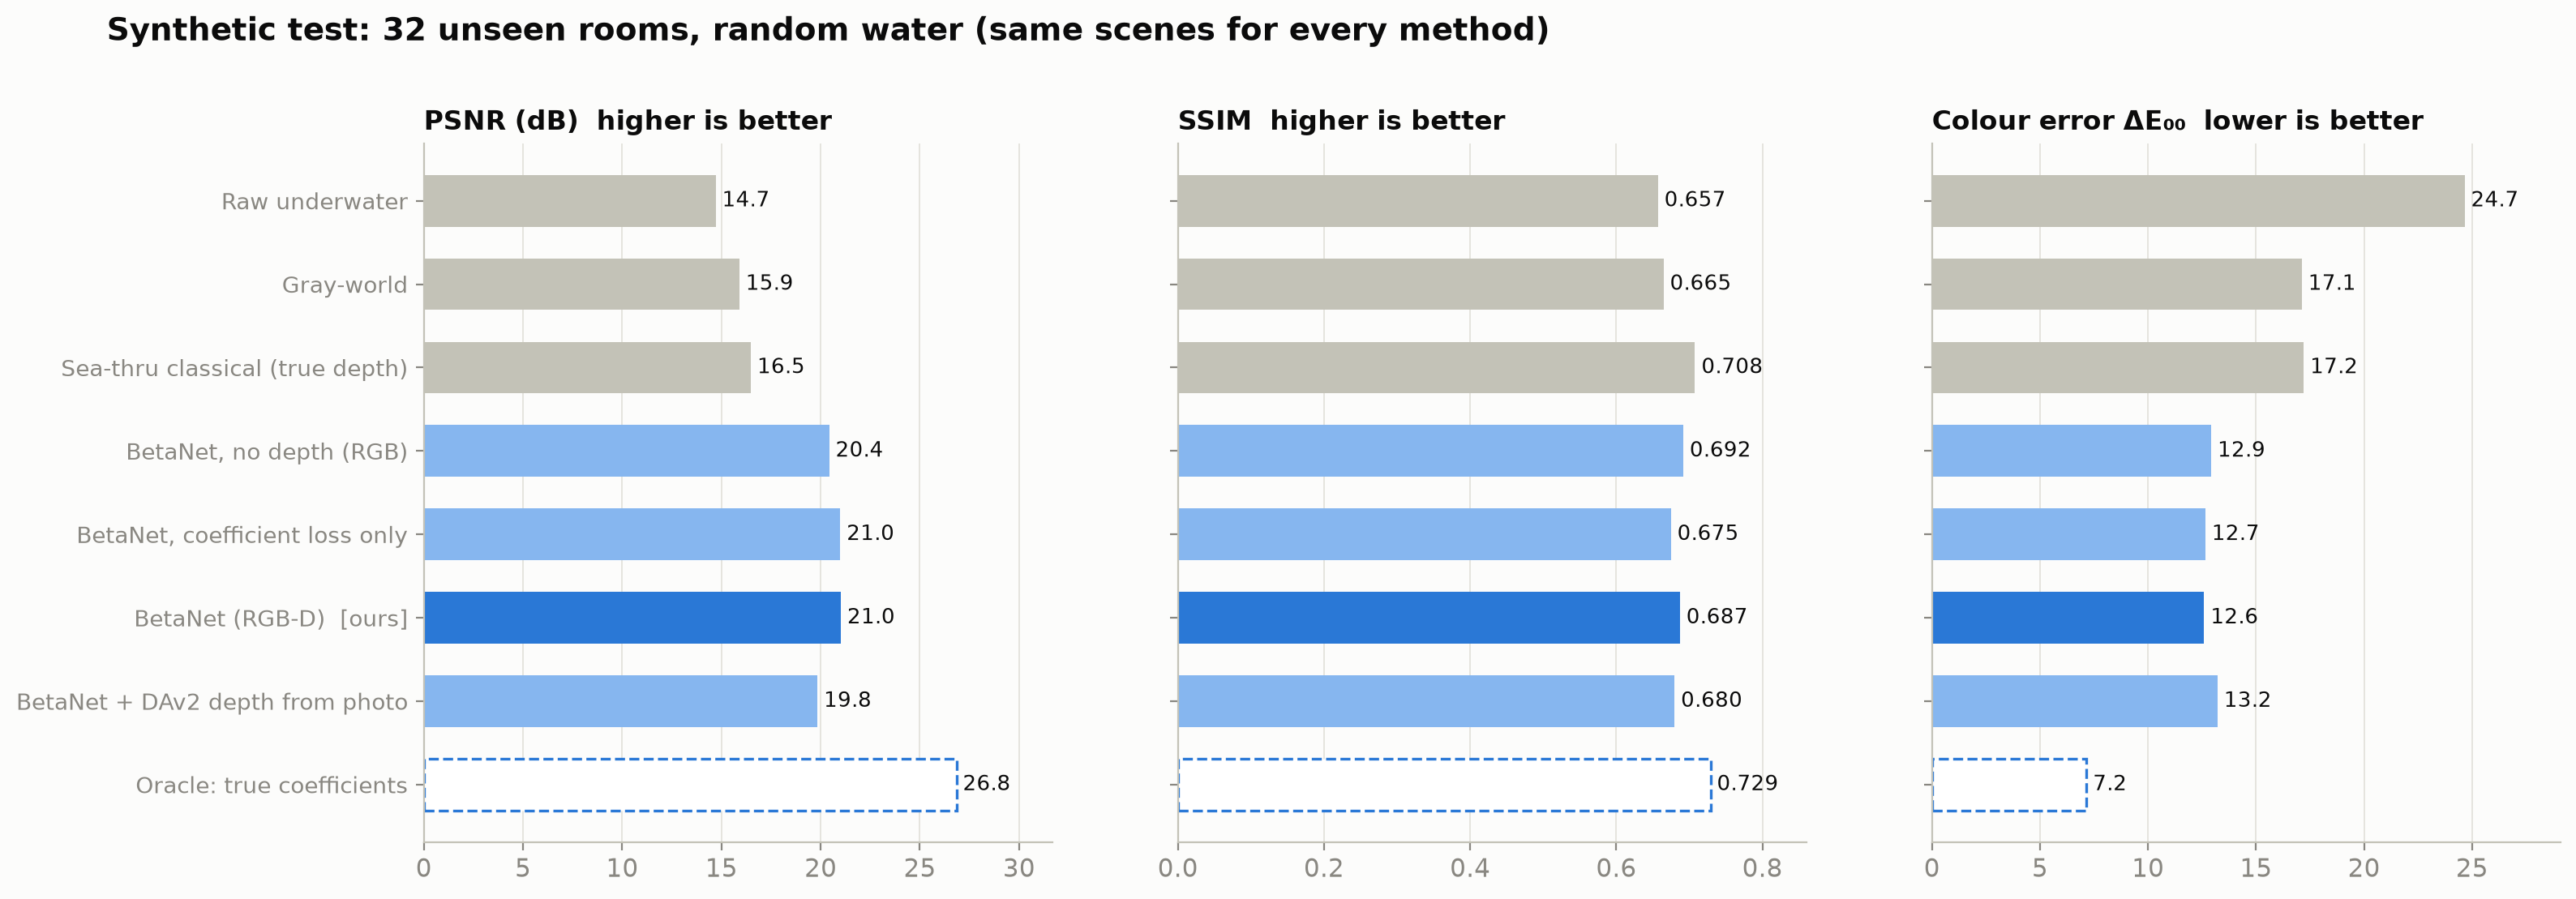 Synthetic test: 32 unseen rooms, random water (same scenes for every method)
PSNR (dB)  higher is better
Raw underwater 14.7
Gray-world 15.9
Sea-thru classical (true depth) 16.5
BetaNet, no depth (RGB) 20.4
BetaNet, coefficient loss only 21.0
BetaNet (RGB-D)  [ours] 21.0
BetaNet + DAv2 depth from photo 19.8
Oracle: true coefficients 26.8
0 5 10 15 20 25 30
SSIM  higher is better
0.657
0.665
0.708
0.692
0.675
0.687
0.680
0.729
0.0 0.2 0.4 0.6 0.8
Colour error ΔE₀₀  lower is better
24.7
17.1
17.2
12.9
12.7
12.6
13.2
7.2
0 5 10 15 20 25